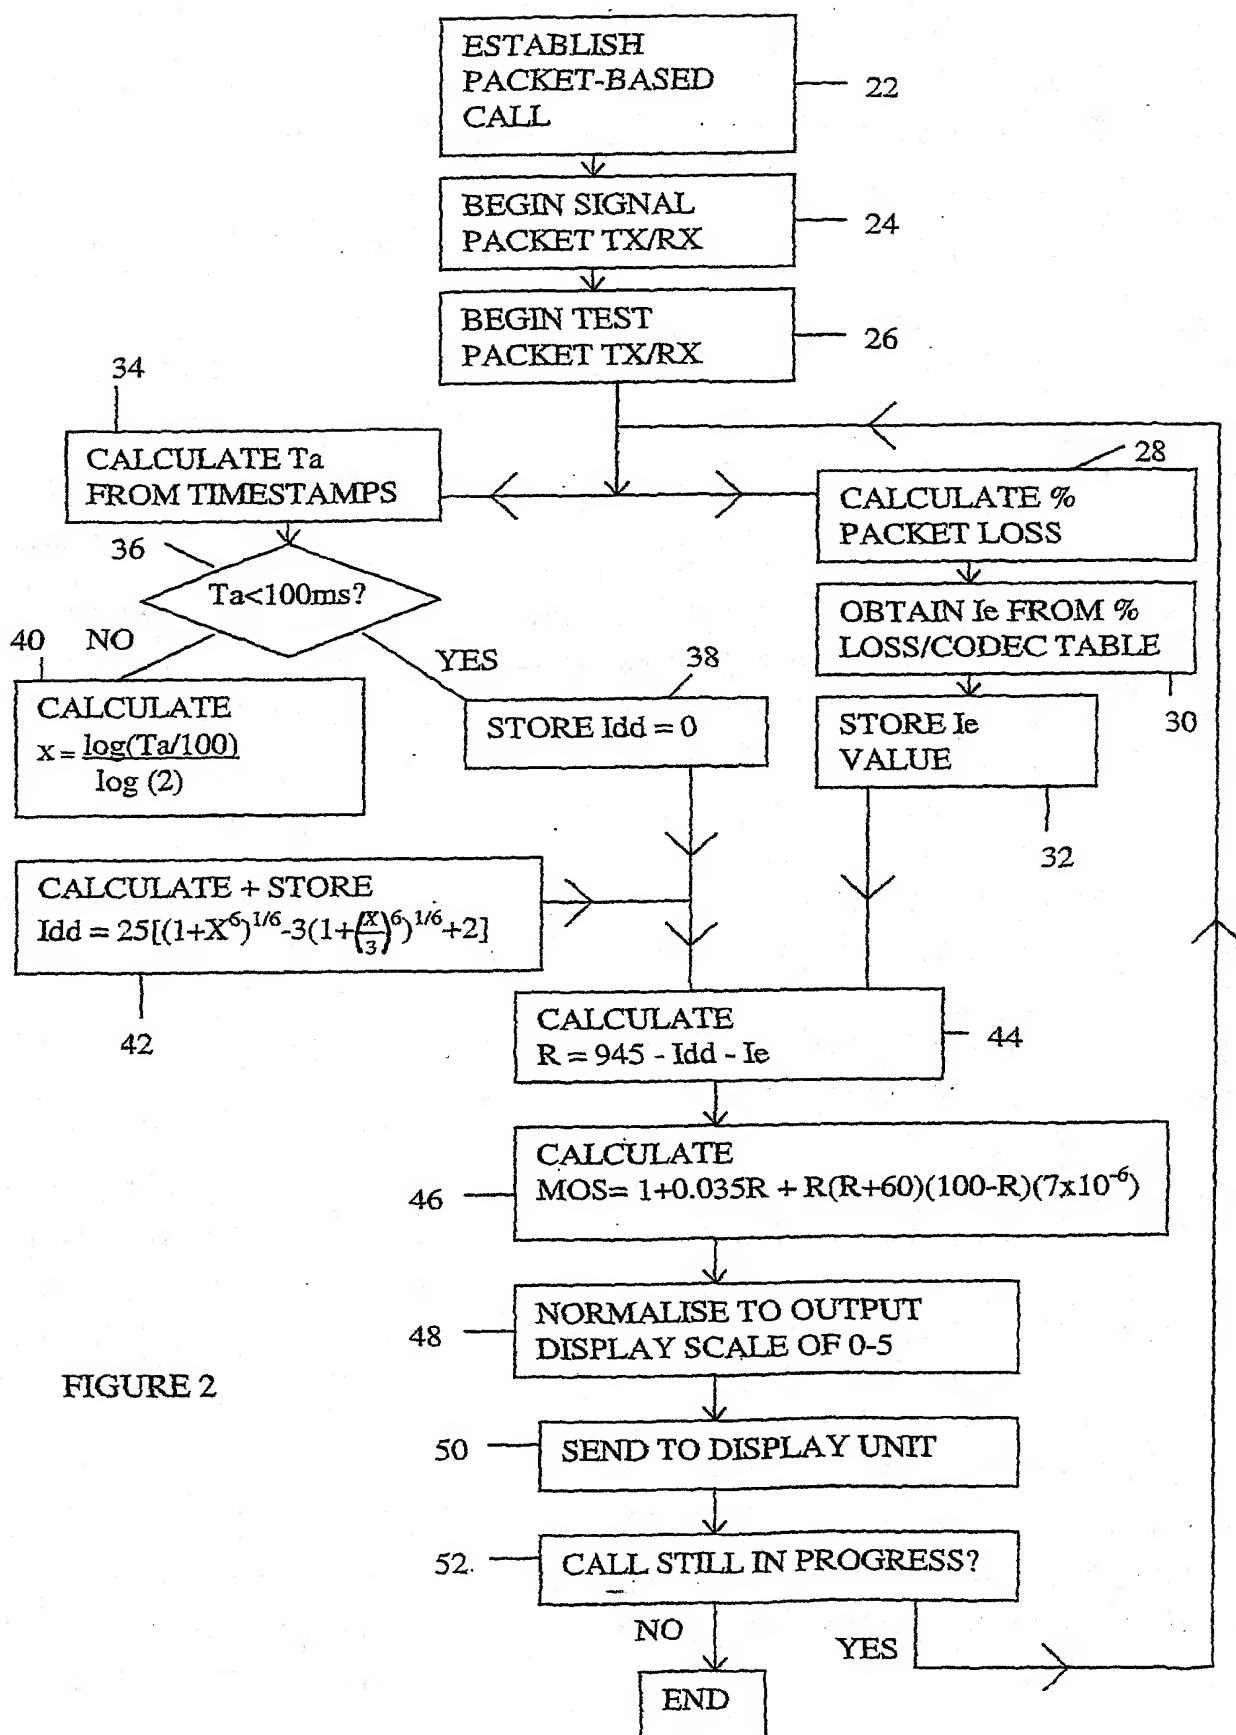 ESTABLISH
PACKET-BASED
CALL
22
BEGIN SIGNAL
PACKET TX/RX
24
BEGIN TEST
PACKET TX/RX
26
34
CALCULATE Ta
FROM TIMESTAMPS
28
CALCULATE %
PACKET LOSS
36
Ta<100ms?
OBTAIN Ie FROM %
LOSS/CODEC TABLE
30
40
NO
YES
38
CALCULATE
x = log(Ta/100)
log (2)
STORE Idd = 0
STORE Ie
VALUE
32
CALCULATE + STORE
Idd = 25[(1+X^6)^1/6-3(1+(X/3)^6)^1/6+2]
42
CALCULATE
R = 945 - Idd - Ie
44
CALCULATE
MOS= 1+0.035R + R(R+60)(100-R)(7x10^-6)
46
NORMALISE TO OUTPUT
DISPLAY SCALE OF 0-5
48
FIGURE 2
50
SEND TO DISPLAY UNIT
52.
CALL STILL IN PROGRESS?
NO
YES
END